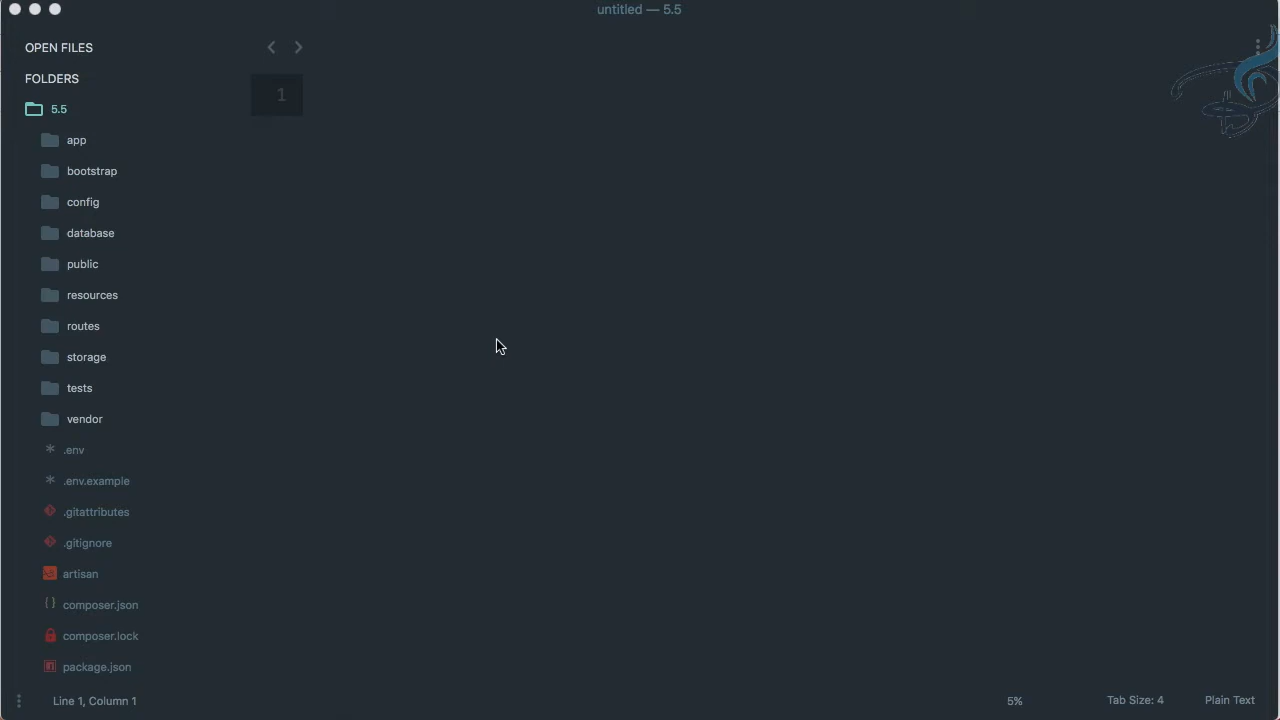 untitled — 5.5
OPEN FILES
FOLDERS
5.5
app
bootstrap
config
database
public
resources
routes
storage
tests
vendor
.env
.env.example
.gitattributes
.gitignore
artisan
composer.json
composer.lock
package.json
1
Line 1, Column 1
5%
Tab Size: 4
Plain Text